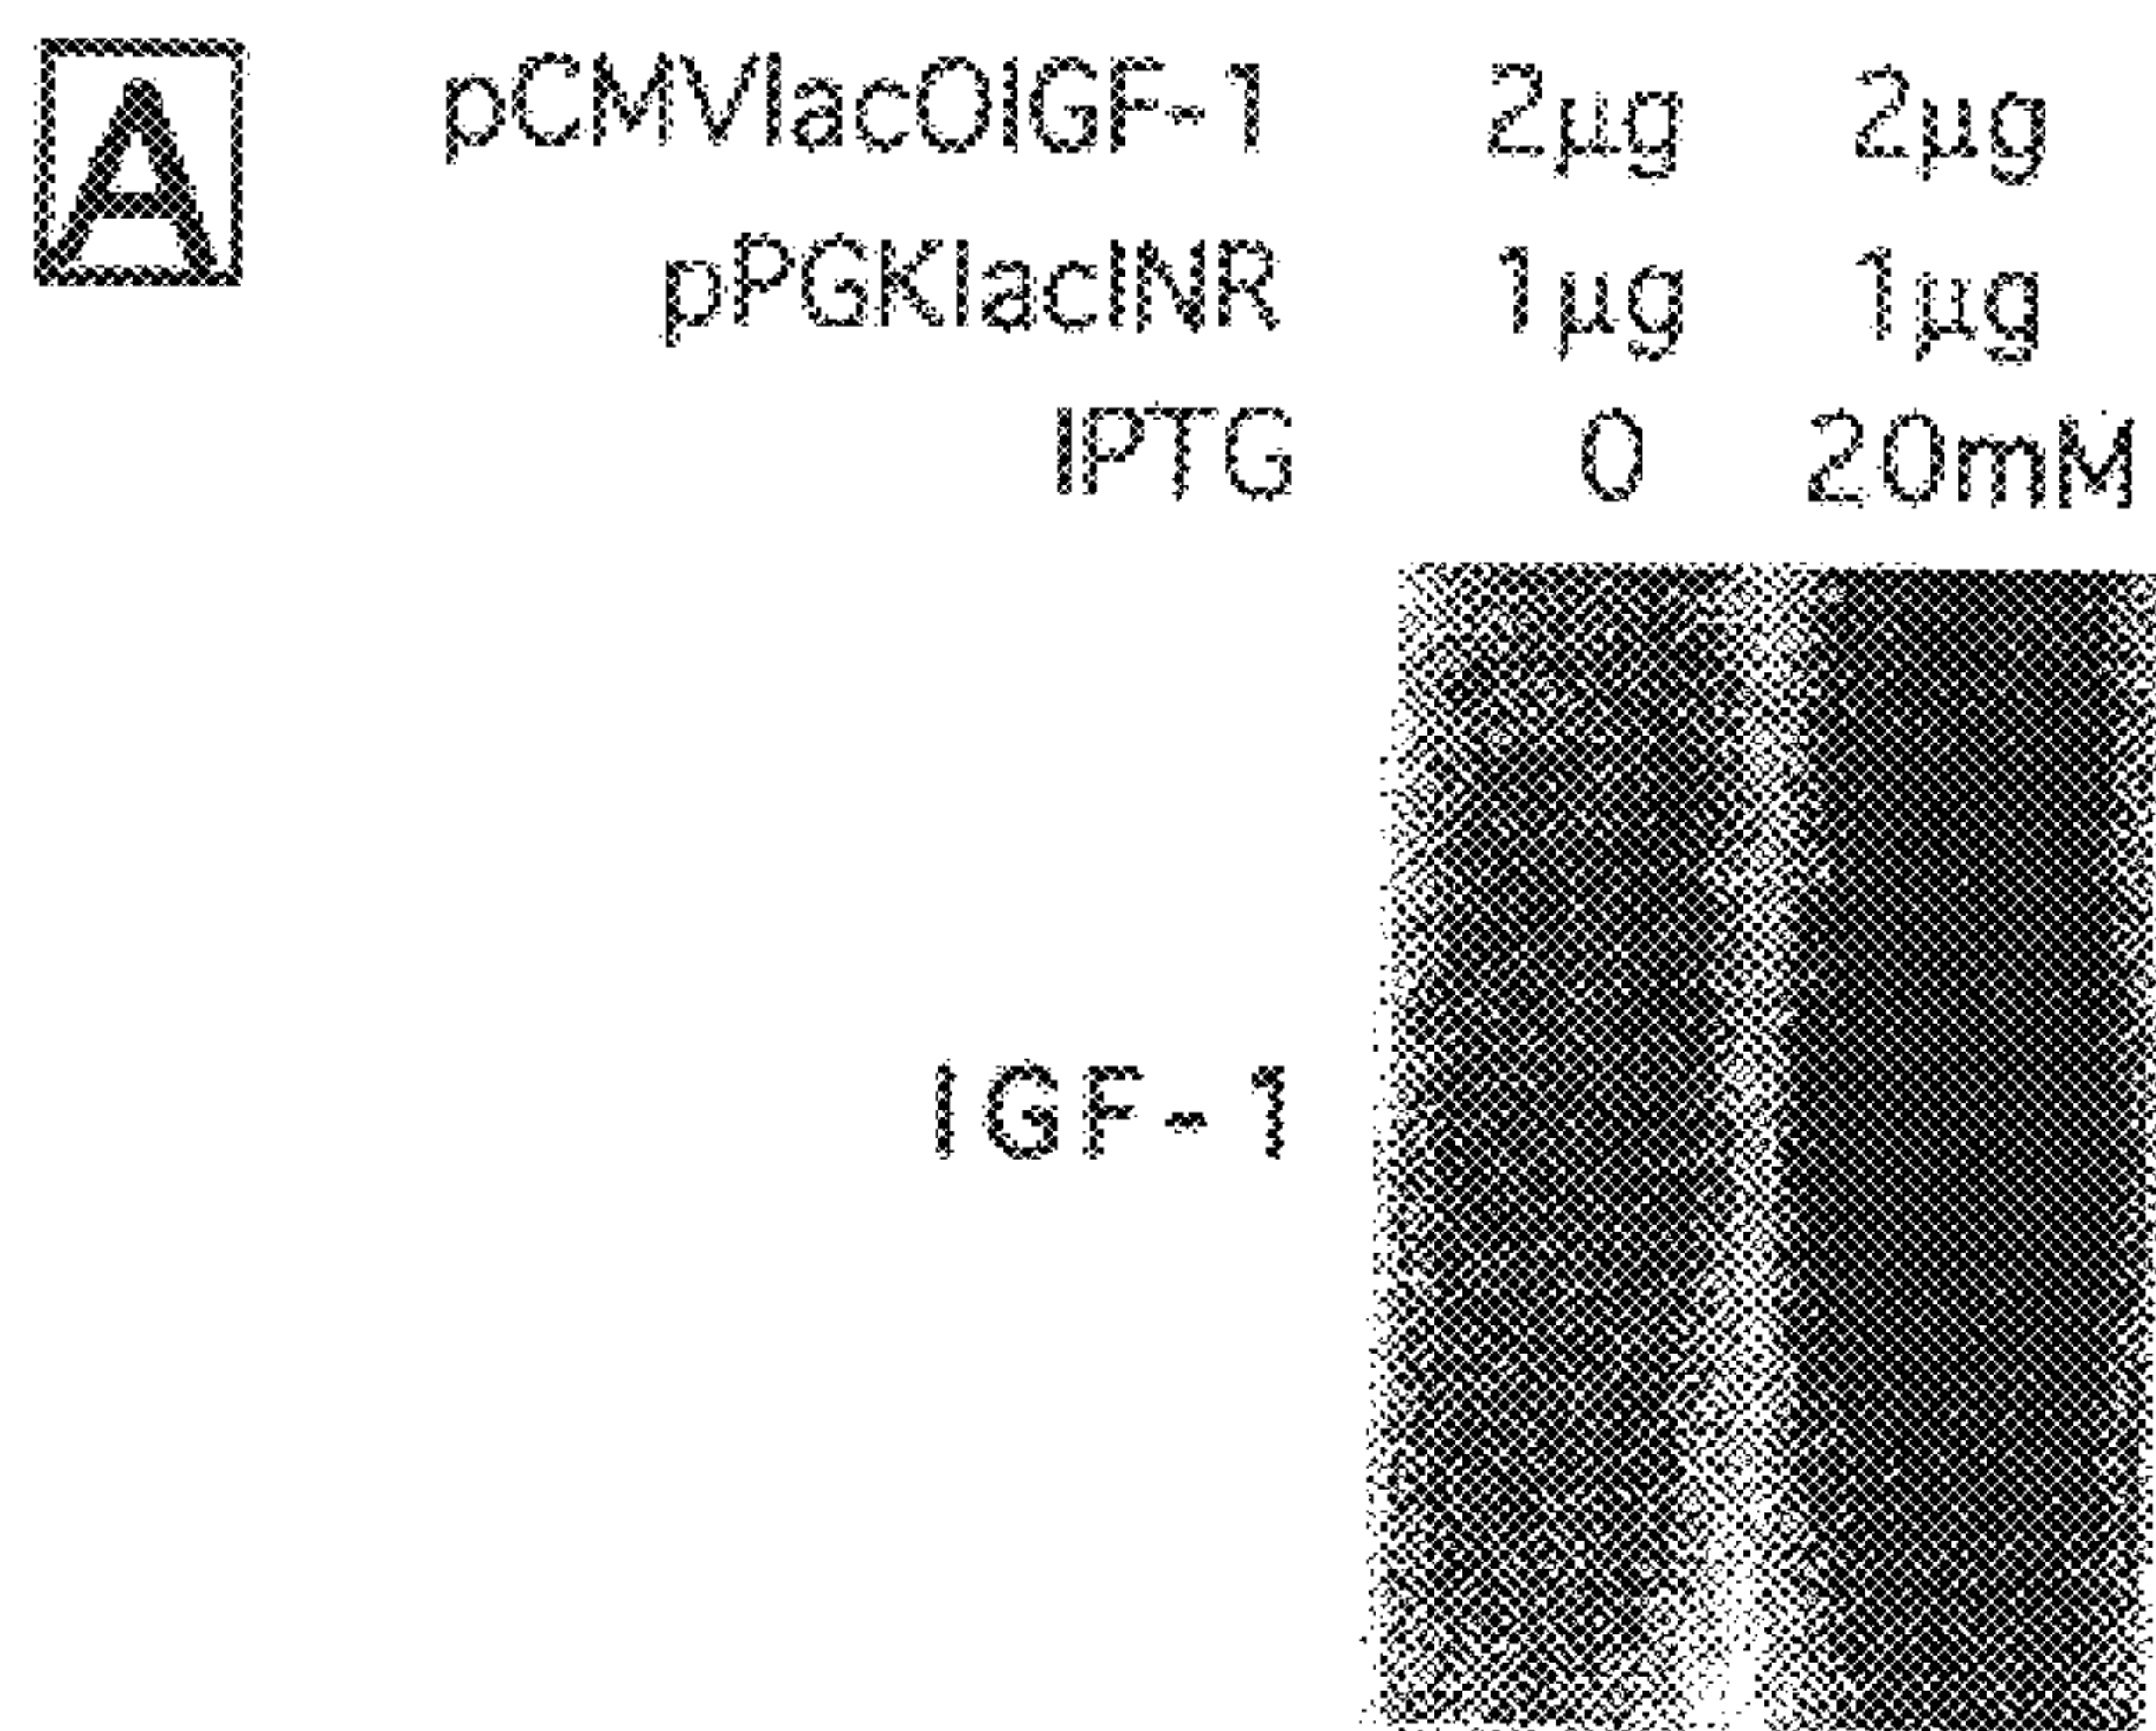 A
pCMVlacOIGF-1 2µg 2µg
pPGKlacINR 1µg 1µg
IPTG 0 20mM
IGF-1